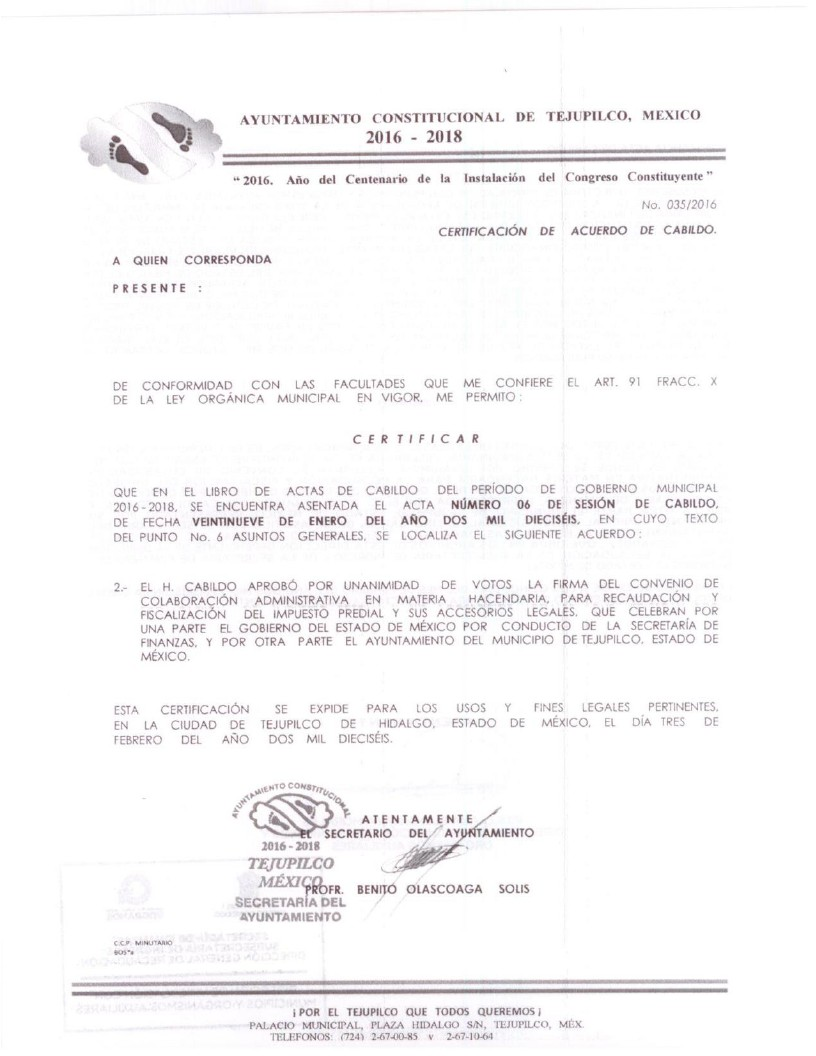 AYUNTAMIENTO CONSTITUCIONAL DE TEJUPILCO, MEXICO
2016 - 2018
"2016. Año del Centenario de la Instalación del Congreso Constituyente"
No. 035/2016
CERTIFICACIÓN DE ACUERDO DE CABILDO.
A QUIEN CORRESPONDA
PRESENTE :
DE CONFORMIDAD CON LAS FACULTADES QUE ME CONFIERE EL ART. 91 FRACC. X
DE LA LEY ORGÁNICA MUNICIPAL EN VIGOR, ME PERMITO :
CERTIFICAR
QUE EN EL LIBRO DE ACTAS DE CABILDO DEL PERÍODO DE GOBIERNO MUNICIPAL
2016-2018, SE ENCUENTRA ASENTADA EL ACTA NÚMERO 06 DE SESIÓN DE CABILDO,
DE FECHA VEINTINUEVE DE ENERO DEL AÑO DOS MIL DIECISÉIS, EN CUYO TEXTO
DEL PUNTO No. 6 ASUNTOS GENERALES, SE LOCALIZA EL SIGUIENTE ACUERDO :
2.- EL H. CABILDO APROBÓ POR UNANIMIDAD DE VOTOS LA FIRMA DEL CONVENIO DE
COLABORACIÓN ADMINISTRATIVA EN MATERIA HACENDARIA, PARA RECAUDACIÓN Y
FISCALIZACIÓN DEL IMPUESTO PREDIAL Y SUS ACCESORIOS LEGALES, QUE CELEBRAN POR
UNA PARTE EL GOBIERNO DEL ESTADO DE MÉXICO POR CONDUCTO DE LA SECRETARÍA DE
FINANZAS, Y POR OTRA PARTE EL AYUNTAMIENTO DEL MUNICIPIO DE TEJUPILCO, ESTADO DE
MÉXICO.
ESTA CERTIFICACIÓN SE EXPIDE PARA LOS USOS Y FINES LEGALES PERTINENTES,
EN LA CIUDAD DE TEJUPILCO DE HIDALGO, ESTADO DE MÉXICO, EL DÍA TRES DE
FEBRERO DEL AÑO DOS MIL DIECISÉIS.
AYUNTAMIENTO CONSTITUCIONAL
2016 - 2018
TEJUPILCO
MÉXICO
SECRETARÍA DEL
AYUNTAMIENTO
ATENTAMENTE
EL SECRETARIO DEL AYUNTAMIENTO
PROFR. BENITO OLASCOAGA SOLIS
C.C.P. MINUTARIO
BOS*a
¡ POR EL TEJUPILCO QUE TODOS QUEREMOS ¡
PALACIO MUNICIPAL, PLAZA HIDALGO S/N, TEJUPILCO, MÉX.
TELEFONOS: (724) 2-67-00-85 y 2-67-10-64